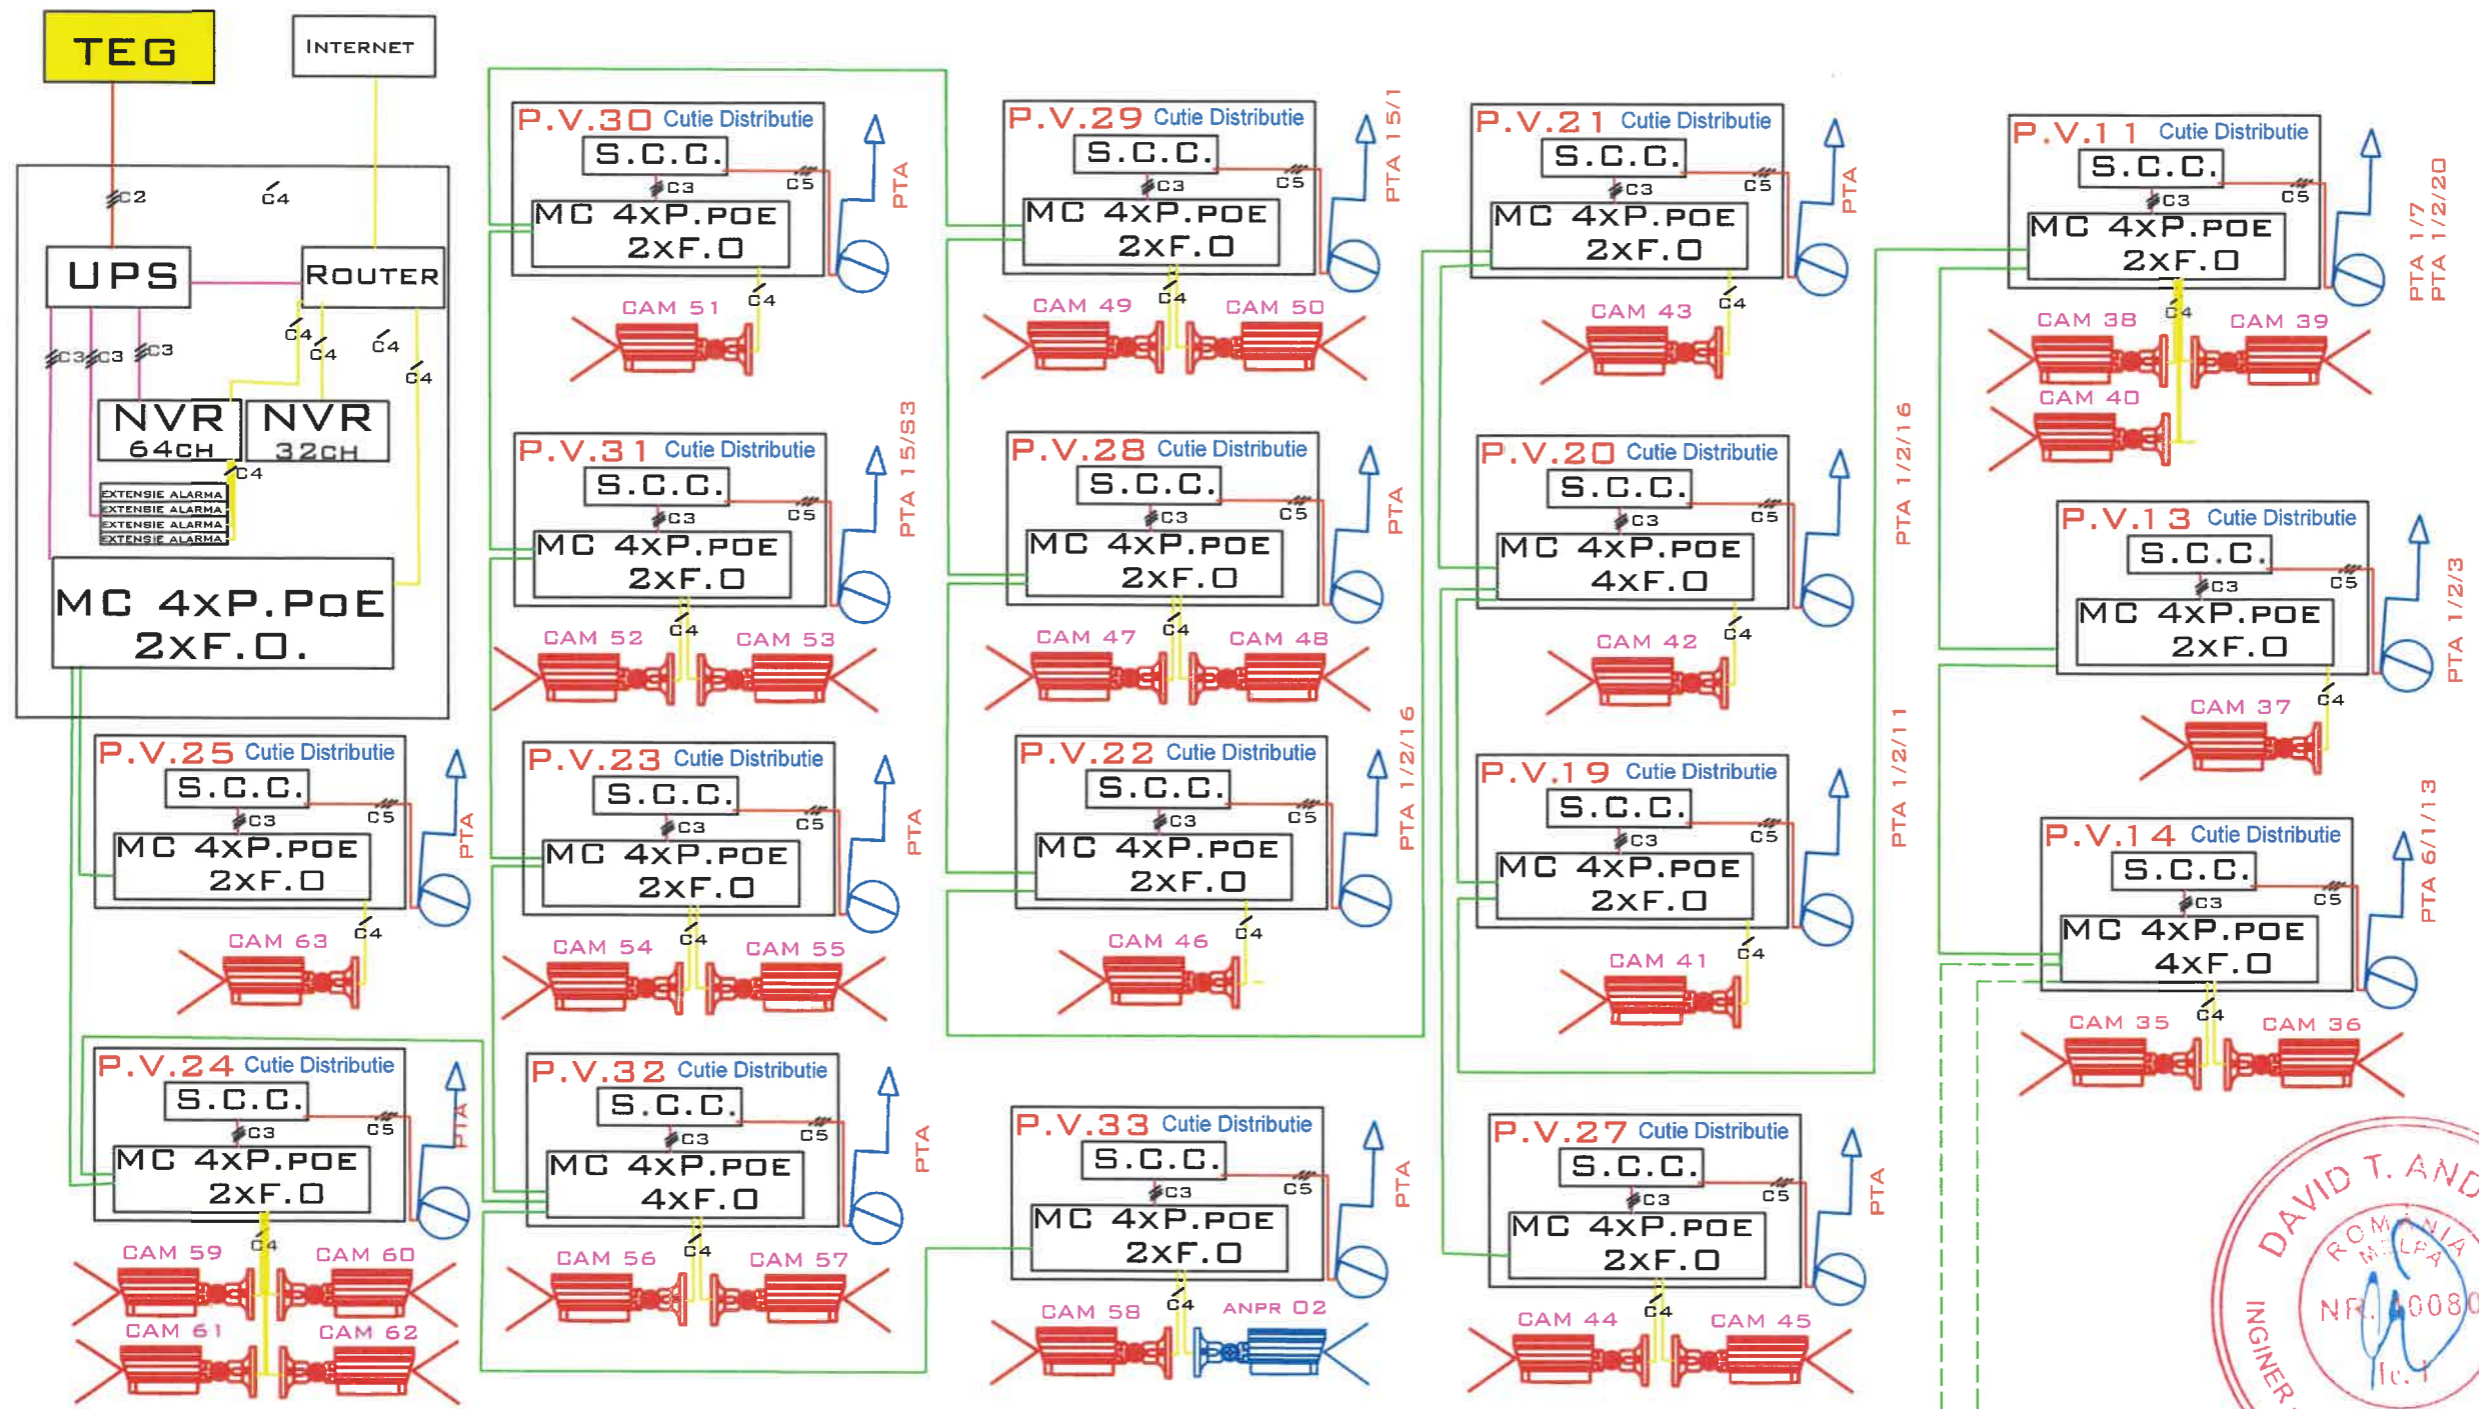 TEG
INTERNET
C2
C4
UPS
ROUTER
C3
C3
C3
C4
C4
C4
C4
NVR
64CH
NVR
32CH
C4
EXTENSIE ALARMA
EXTENSIE ALARMA
EXTENSIE ALARMA
EXTENSIE ALARMA
MC 4xP.PoE
2xF.O.
P.V.25 Cutie Distributie
S.C.C.
C3
C5
MC 4xP.POE
2xF.O
PTA
C4
CAM 63
P.V.24 Cutie Distributie
S.C.C.
C3
C5
MC 4xP.POE
2xF.O
PTA
C4
CAM 59
CAM 60
CAM 61
CAM 62
P.V.30 Cutie Distributie
S.C.C.
C3
C5
MC 4xP.POE
2xF.O
PTA
C4
CAM 51
P.V.31 Cutie Distributie
S.C.C.
C3
C5
MC 4xP.POE
2xF.O
PTA 15/S3
C4
CAM 52
CAM 53
P.V.23 Cutie Distributie
S.C.C.
C3
C5
MC 4xP.POE
2xF.O
PTA
C4
CAM 54
CAM 55
P.V.32 Cutie Distributie
S.C.C.
C3
C5
MC 4xP.POE
4xF.O
PTA
C4
CAM 56
CAM 57
P.V.29 Cutie Distributie
S.C.C.
C3
C5
MC 4xP.POE
2xF.O
PTA 15/1
C4
CAM 49
CAM 50
P.V.28 Cutie Distributie
S.C.C.
C3
C5
MC 4xP.POE
2xF.O
PTA
C4
CAM 47
CAM 48
P.V.22 Cutie Distributie
S.C.C.
C3
C5
MC 4xP.POE
2xF.O
PTA 1/2/16
C4
CAM 46
P.V.33 Cutie Distributie
S.C.C.
C3
C5
MC 4xP.POE
2xF.O
PTA
C4
CAM 58
ANPR 02
P.V.21 Cutie Distributie
S.C.C.
C3
C5
MC 4xP.POE
2xF.O
PTA
C4
CAM 43
P.V.20 Cutie Distributie
S.C.C.
C3
C5
MC 4xP.POE
4xF.O
PTA 1/2/16
C4
CAM 42
P.V.19 Cutie Distributie
S.C.C.
C3
C5
MC 4xP.POE
2xF.O
PTA 1/2/11
C4
CAM 41
P.V.27 Cutie Distributie
S.C.C.
C3
C5
MC 4xP.POE
2xF.O
PTA
C4
CAM 44
CAM 45
P.V.11 Cutie Distributie
S.C.C.
C3
C5
MC 4xP.POE
2xF.O
PTA 1/7
PTA 1/2/20
C4
CAM 38
CAM 39
CAM 40
P.V.13 Cutie Distributie
S.C.C.
C3
C5
MC 4xP.POE
2xF.O
PTA 1/2/3
C4
CAM 37
P.V.14 Cutie Distributie
S.C.C.
C3
C5
MC 4xP.POE
4xF.O
PTA 6/1/13
C4
CAM 35
CAM 36
DAVID T. AND
ROMANIA
NR.
INGINER